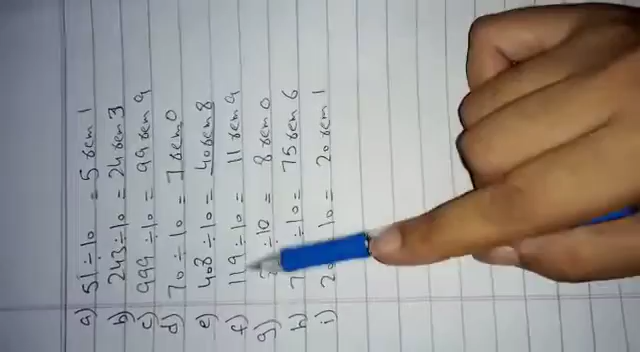 a) 51 ÷ 10 = 5 rem 1
b) 243 ÷ 10 = 24 rem 3
c) 999 ÷ 10 = 99 rem 9
d) 70 ÷ 10 = 7 rem 0
e) 408 ÷ 10 = 40 rem 8
f) 119 ÷ 10 = 11 rem 9
g) ÷ 10 = 8 rem 0
h) 7 ÷ 10 = 75 rem 6
i) 20 10 = 20 rem 1